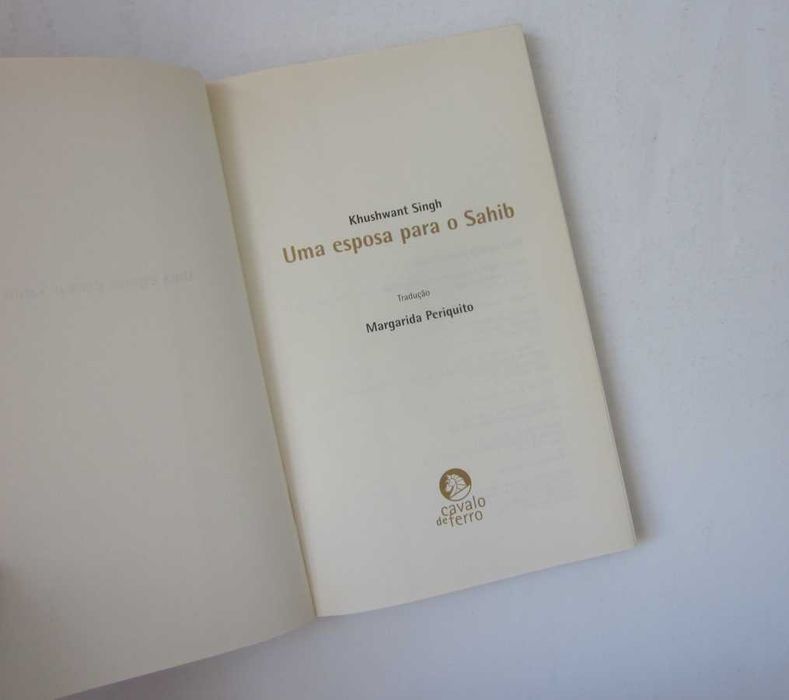 Khushwant Singh
Uma esposa para o Sahib
Tradução
Margarida Periquito
cavalo
de ferro